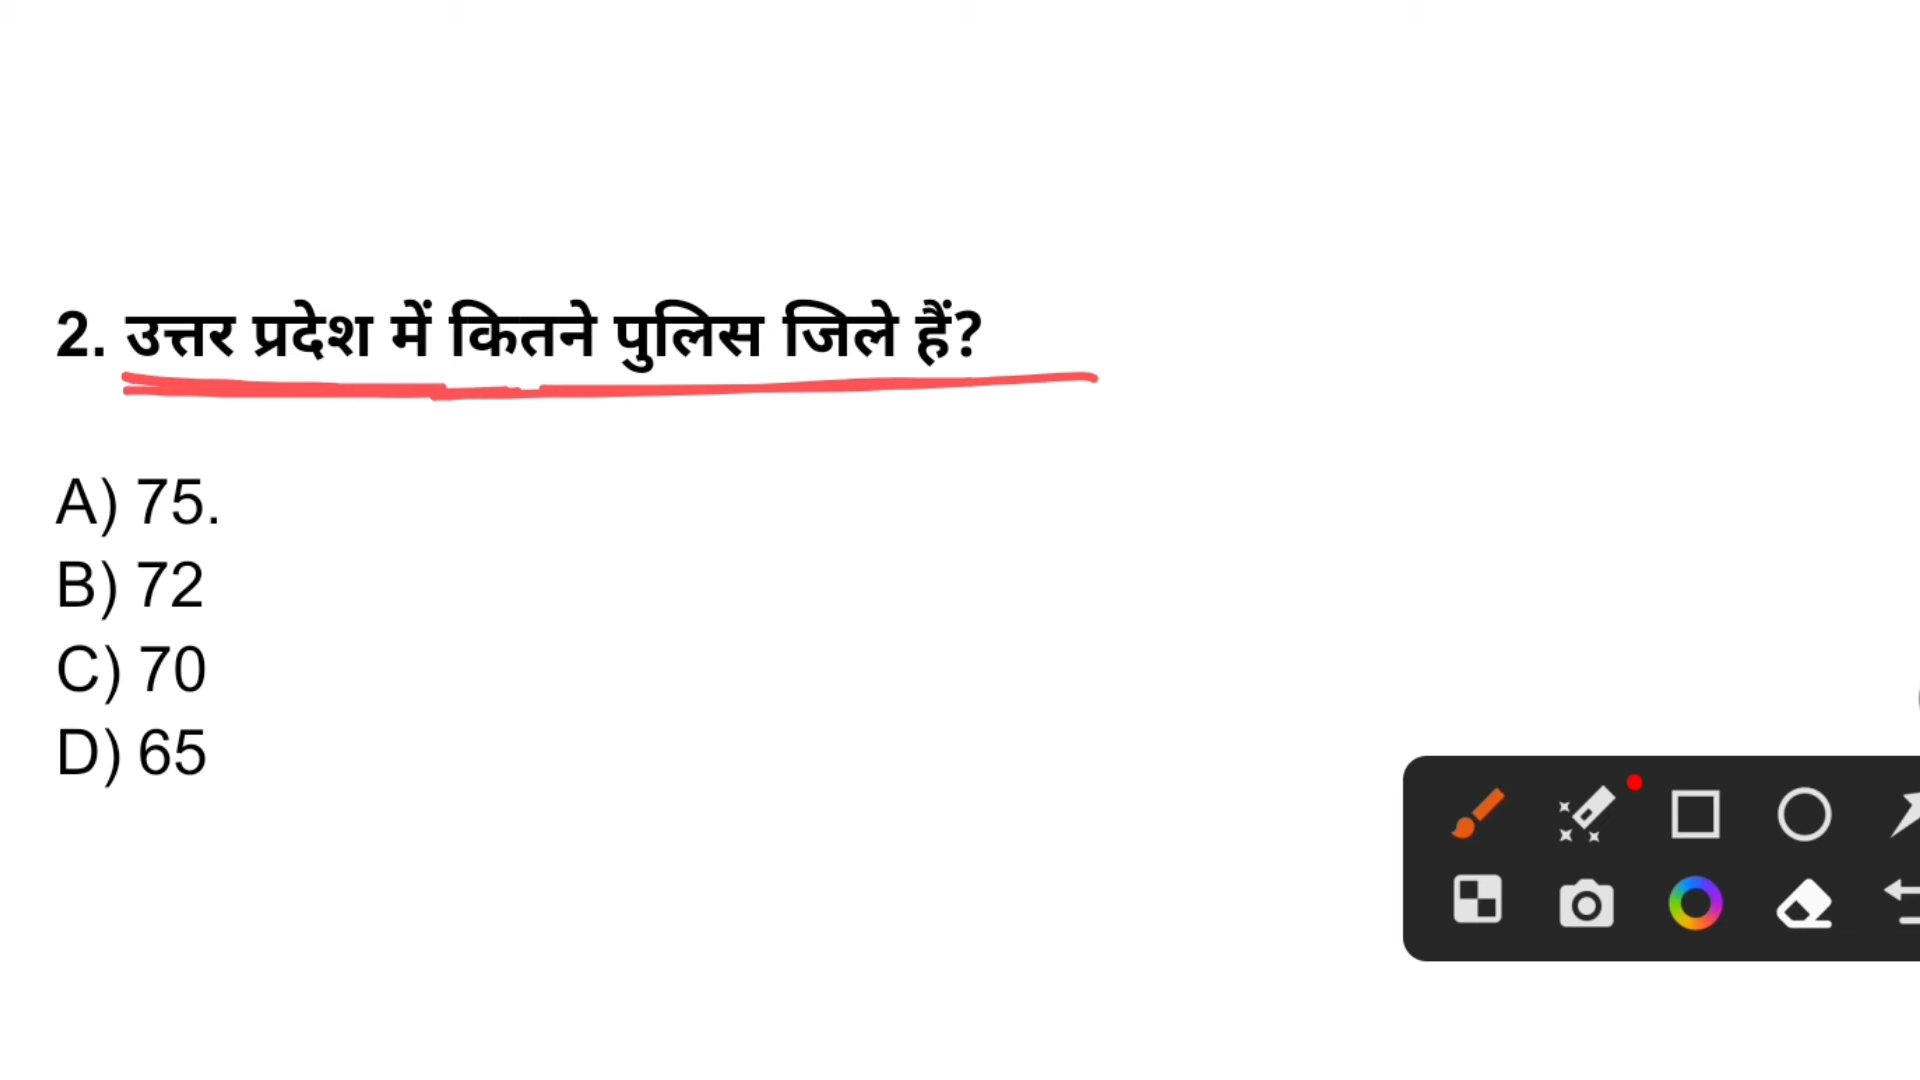 2. उत्तर प्रदेश में कितने पुलिस जिले हैं?
A) 75.
B) 72
C) 70
D) 65